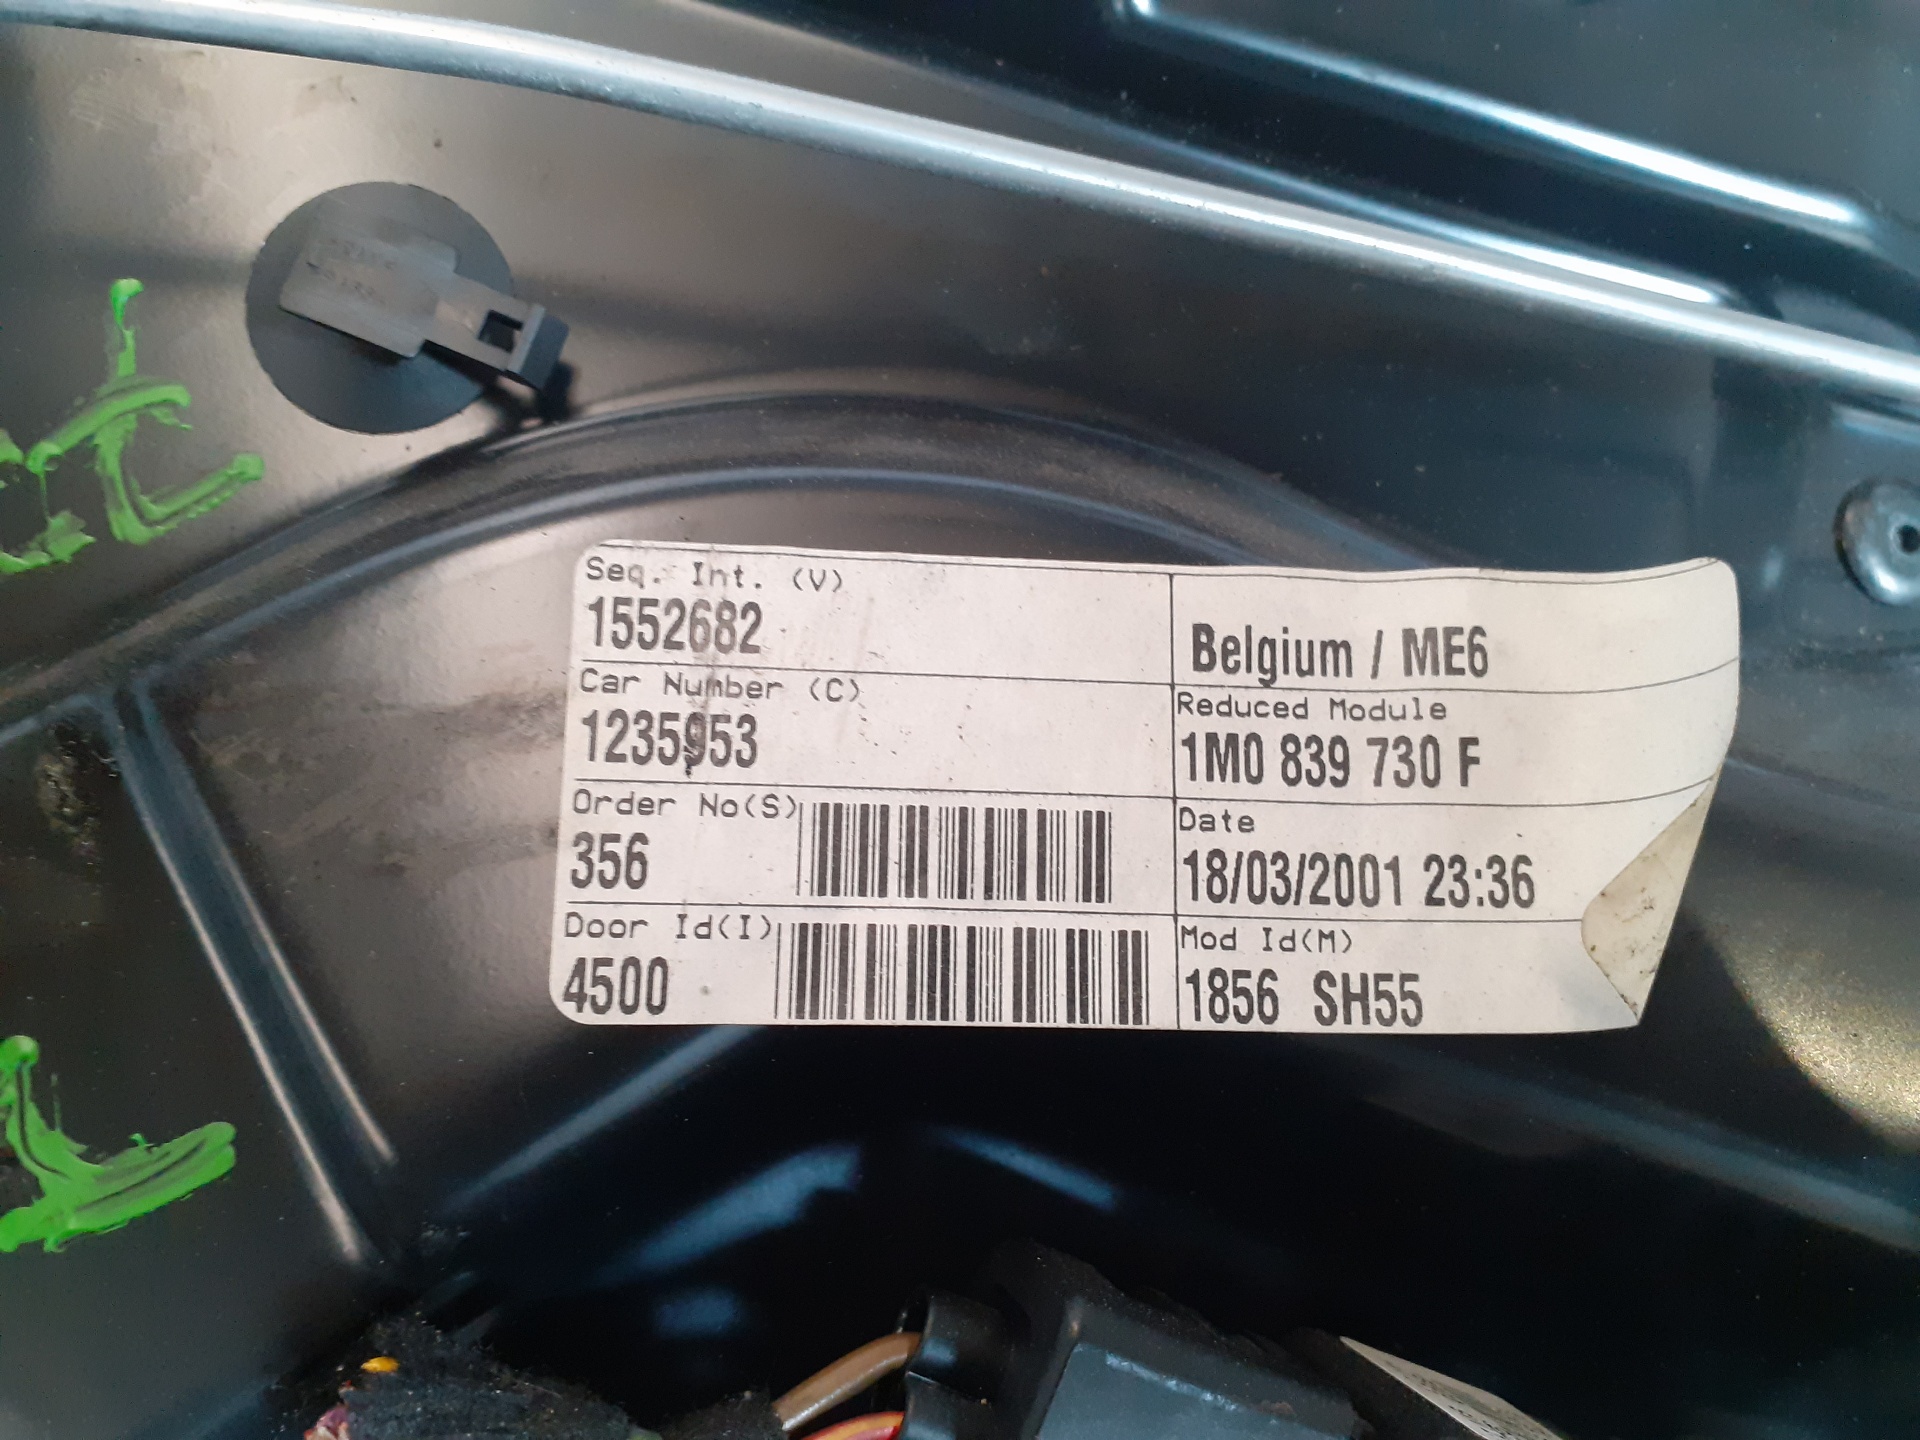 Seq. Int. (V)
1552682
Belgium / ME6
Car Number (C)
1235953
Reduced Module
1M0 839 730 F
Order No(S)
356
Date
18/03/2001 23:36
Door Id(I)
4500
Mod Id(M)
1856 SH55